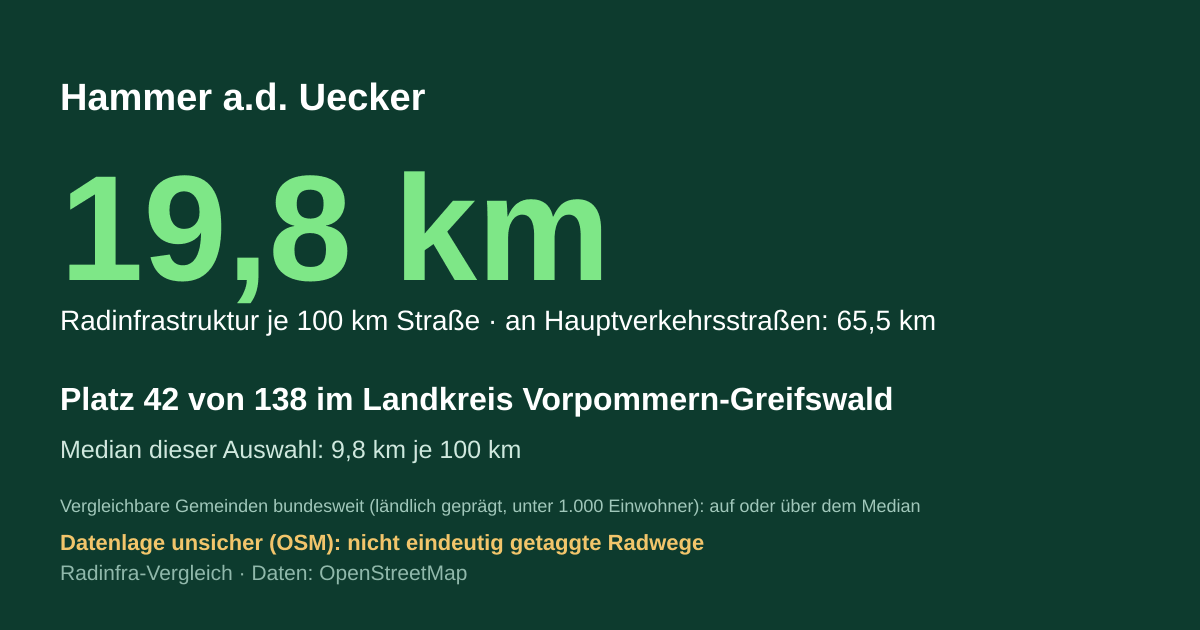 Hammer a.d. Uecker
19,8 km
Radinfrastruktur je 100 km Straße · an Hauptverkehrsstraßen: 65,5 km
Platz 42 von 138 im Landkreis Vorpommern-Greifswald
Median dieser Auswahl: 9,8 km je 100 km
Vergleichbare Gemeinden bundesweit (ländlich geprägt, unter 1.000 Einwohner): auf oder über dem Median
Datenlage unsicher (OSM): nicht eindeutig getaggte Radwege
Radinfra-Vergleich · Daten: OpenStreetMap